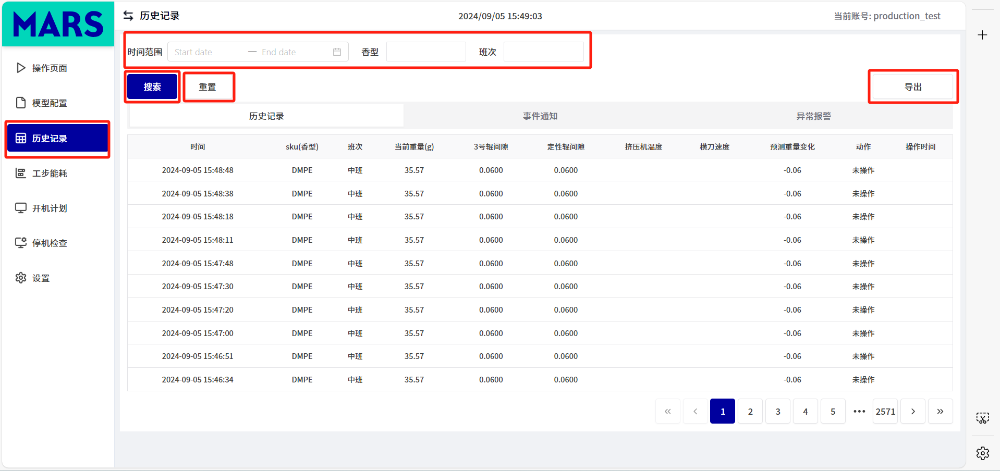 MARS
历史记录
2024/09/05 15:49:03
当前账号: production_test
操作页面
模型配置
历史记录
工步能耗
开机计划
停机检查
设置
时间范围 Start date — End date 香型 班次
搜索 重置 导出
历史记录 事件通知 异常报警
时间 sku(香型) 班次 当前重量(g) 3号辊间隙 定性辊间隙 挤压机温度 横刀速度 预测重量变化 动作 操作时间
2024-09-05 15:48:48 DMPE 中班 35.57 0.0600 0.0600 -0.06 未操作
2024-09-05 15:48:38 DMPE 中班 35.57 0.0600 0.0600 -0.06 未操作
2024-09-05 15:48:18 DMPE 中班 35.57 0.0600 0.0600 -0.06 未操作
2024-09-05 15:48:11 DMPE 中班 35.57 0.0600 0.0600 -0.06 未操作
2024-09-05 15:47:48 DMPE 中班 35.57 0.0600 0.0600 -0.06 未操作
2024-09-05 15:47:30 DMPE 中班 35.57 0.0600 0.0600 -0.06 未操作
2024-09-05 15:47:20 DMPE 中班 35.57 0.0600 0.0600 -0.06 未操作
2024-09-05 15:47:00 DMPE 中班 35.57 0.0600 0.0600 -0.06 未操作
2024-09-05 15:46:51 DMPE 中班 35.57 0.0600 0.0600 -0.06 未操作
2024-09-05 15:46:34 DMPE 中班 35.57 0.0600 0.0600 -0.06 未操作
« ‹ 1 2 3 4 5 ••• 2571 › »